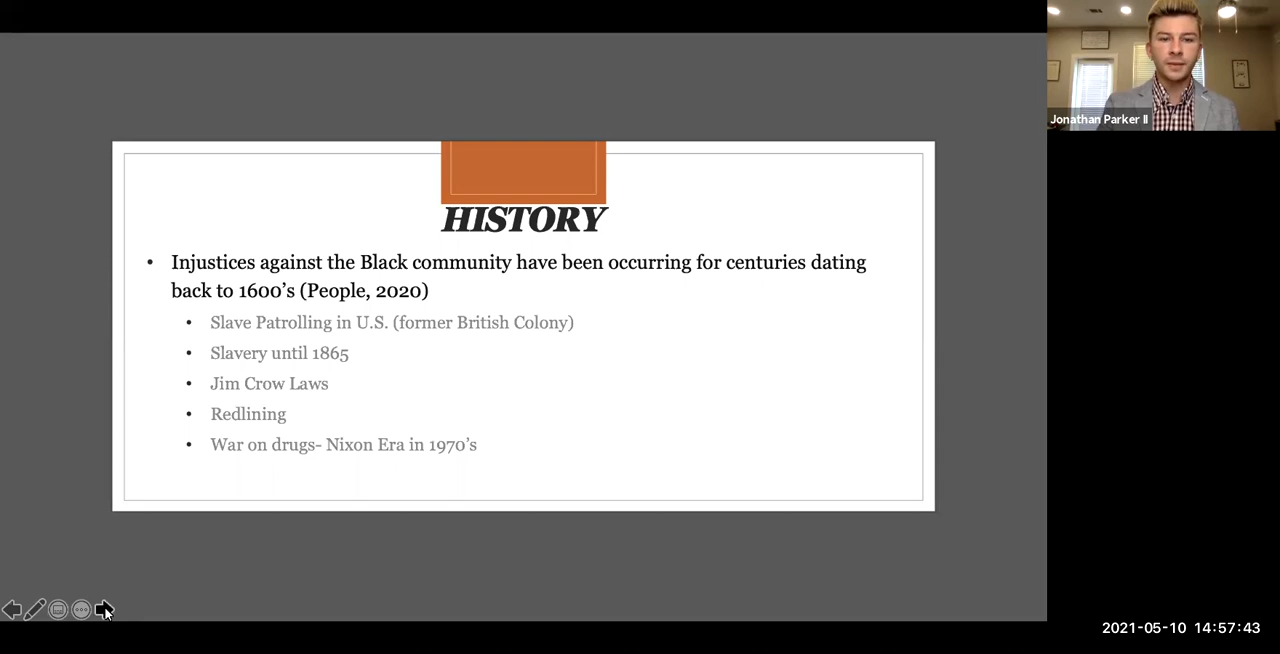 Jonathan Parker II
HISTORY
• Injustices against the Black community have been occurring for centuries dating
back to 1600's (People, 2020)
• Slave Patrolling in U.S. (former British Colony)
• Slavery until 1865
• Jim Crow Laws
• Redlining
• War on drugs- Nixon Era in 1970's
2021-05-10 14:57:43